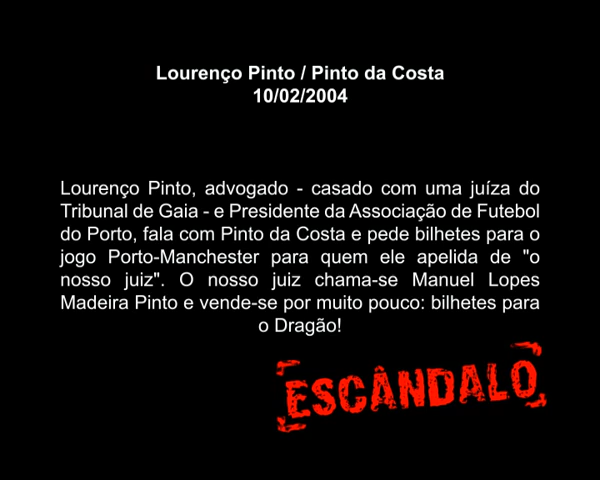 Lourenço Pinto / Pinto da Costa
10/02/2004
Lourenço Pinto, advogado - casado com uma juíza do
Tribunal de Gaia - e Presidente da Associação de Futebol
do Porto, fala com Pinto da Costa e pede bilhetes para o
jogo Porto-Manchester para quem ele apelida de "o
nosso juiz". O nosso juiz chama-se Manuel Lopes
Madeira Pinto e vende-se por muito pouco: bilhetes para
o Dragão!
ESCÂNDALO